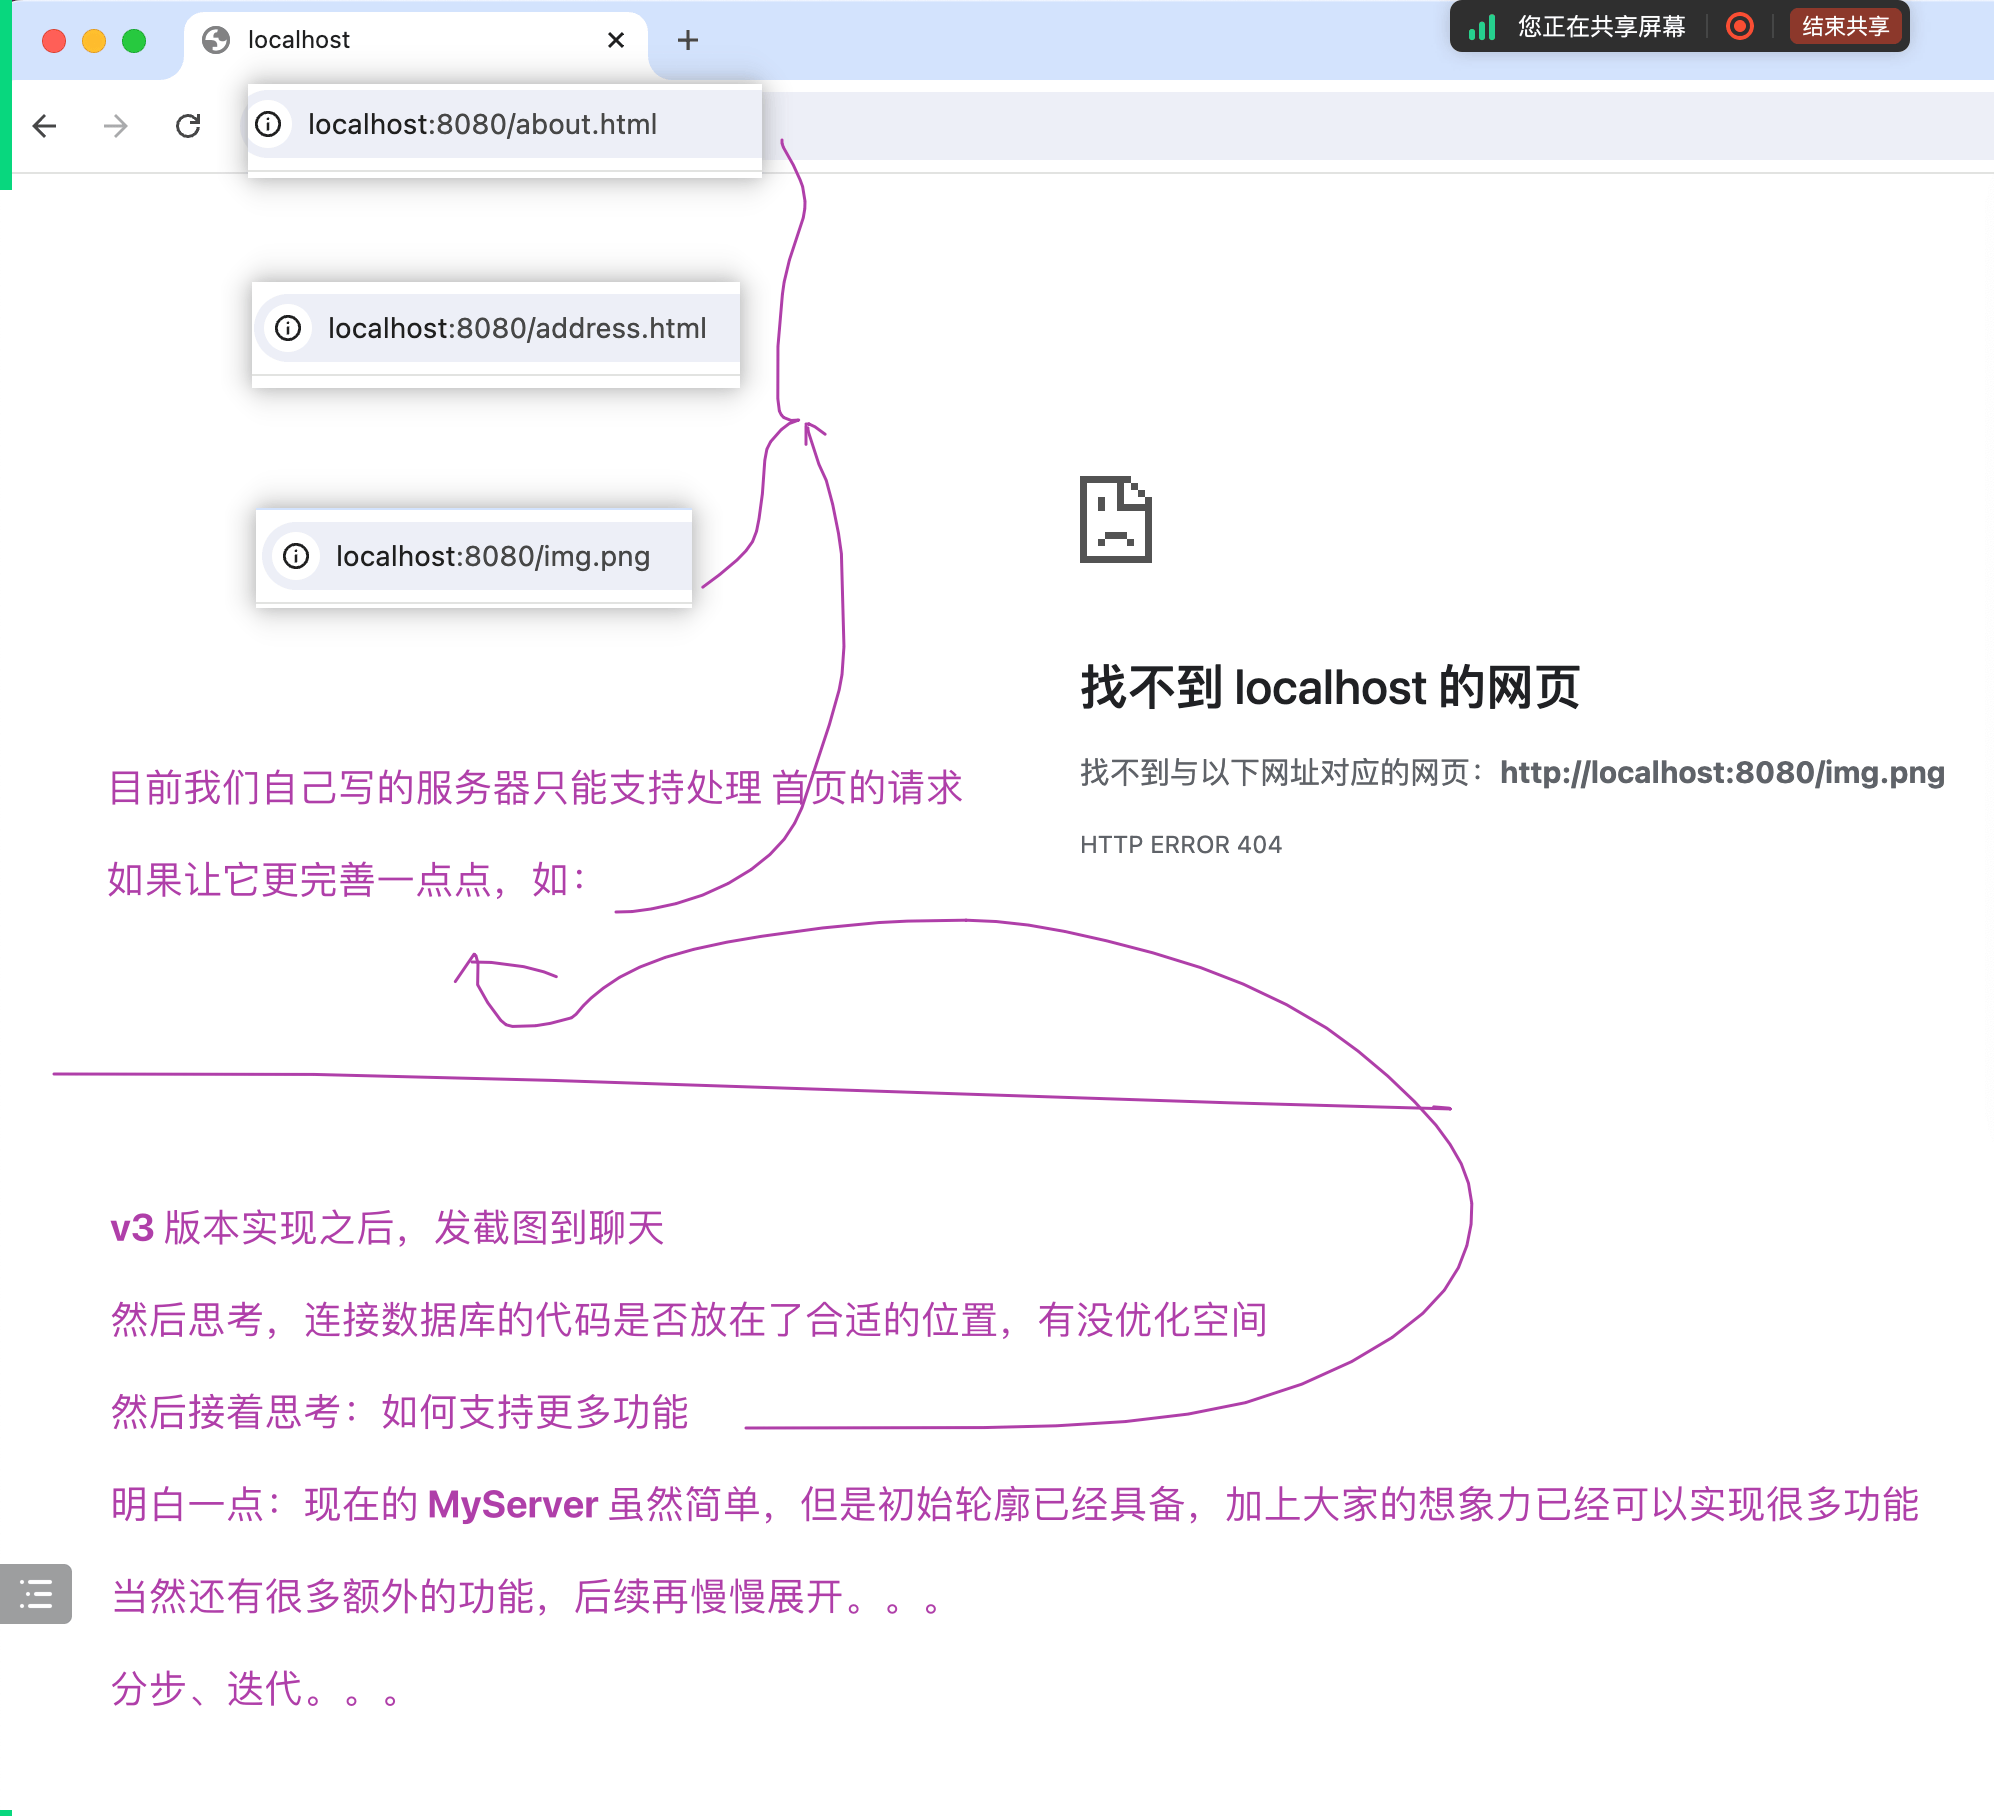 localhost
您正在共享屏幕
结束共享
localhost:8080/about.html
localhost:8080/address.html
localhost:8080/img.png
找不到 localhost 的网页
找不到与以下网址对应的网页：http://localhost:8080/img.png
HTTP ERROR 404
目前我们自己写的服务器只能支持处理 首页的请求
如果让它更完善一点点，如：
v3 版本实现之后，发截图到聊天
然后思考，连接数据库的代码是否放在了合适的位置，有没优化空间
然后接着思考：如何支持更多功能
明白一点：现在的 MyServer 虽然简单，但是初始轮廓已经具备，加上大家的想象力已经可以实现很多功能
当然还有很多额外的功能，后续再慢慢展开。。。
分步、迭代。。。